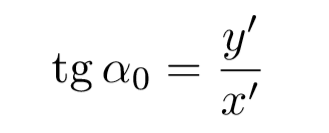 tg α₀ = y′/x′